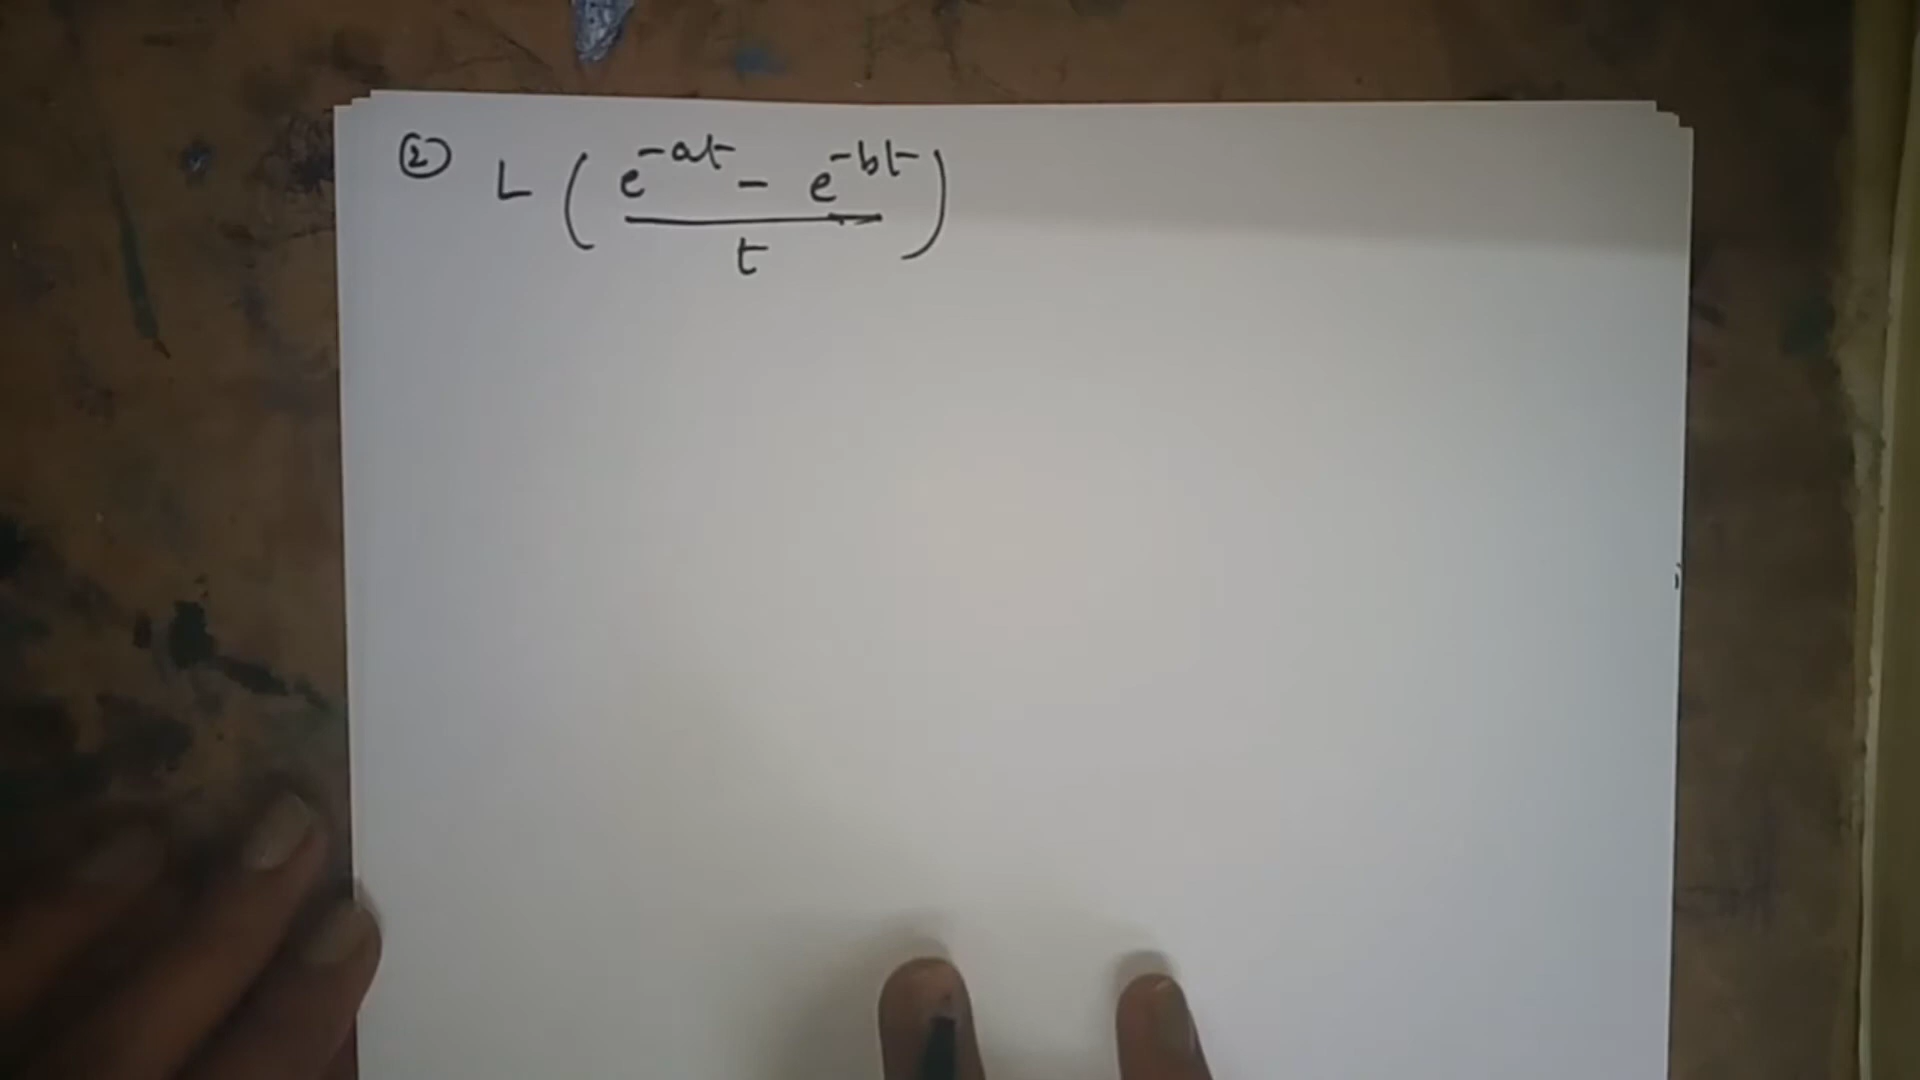 ② L ( e^{-at} - e^{-bt} / t )